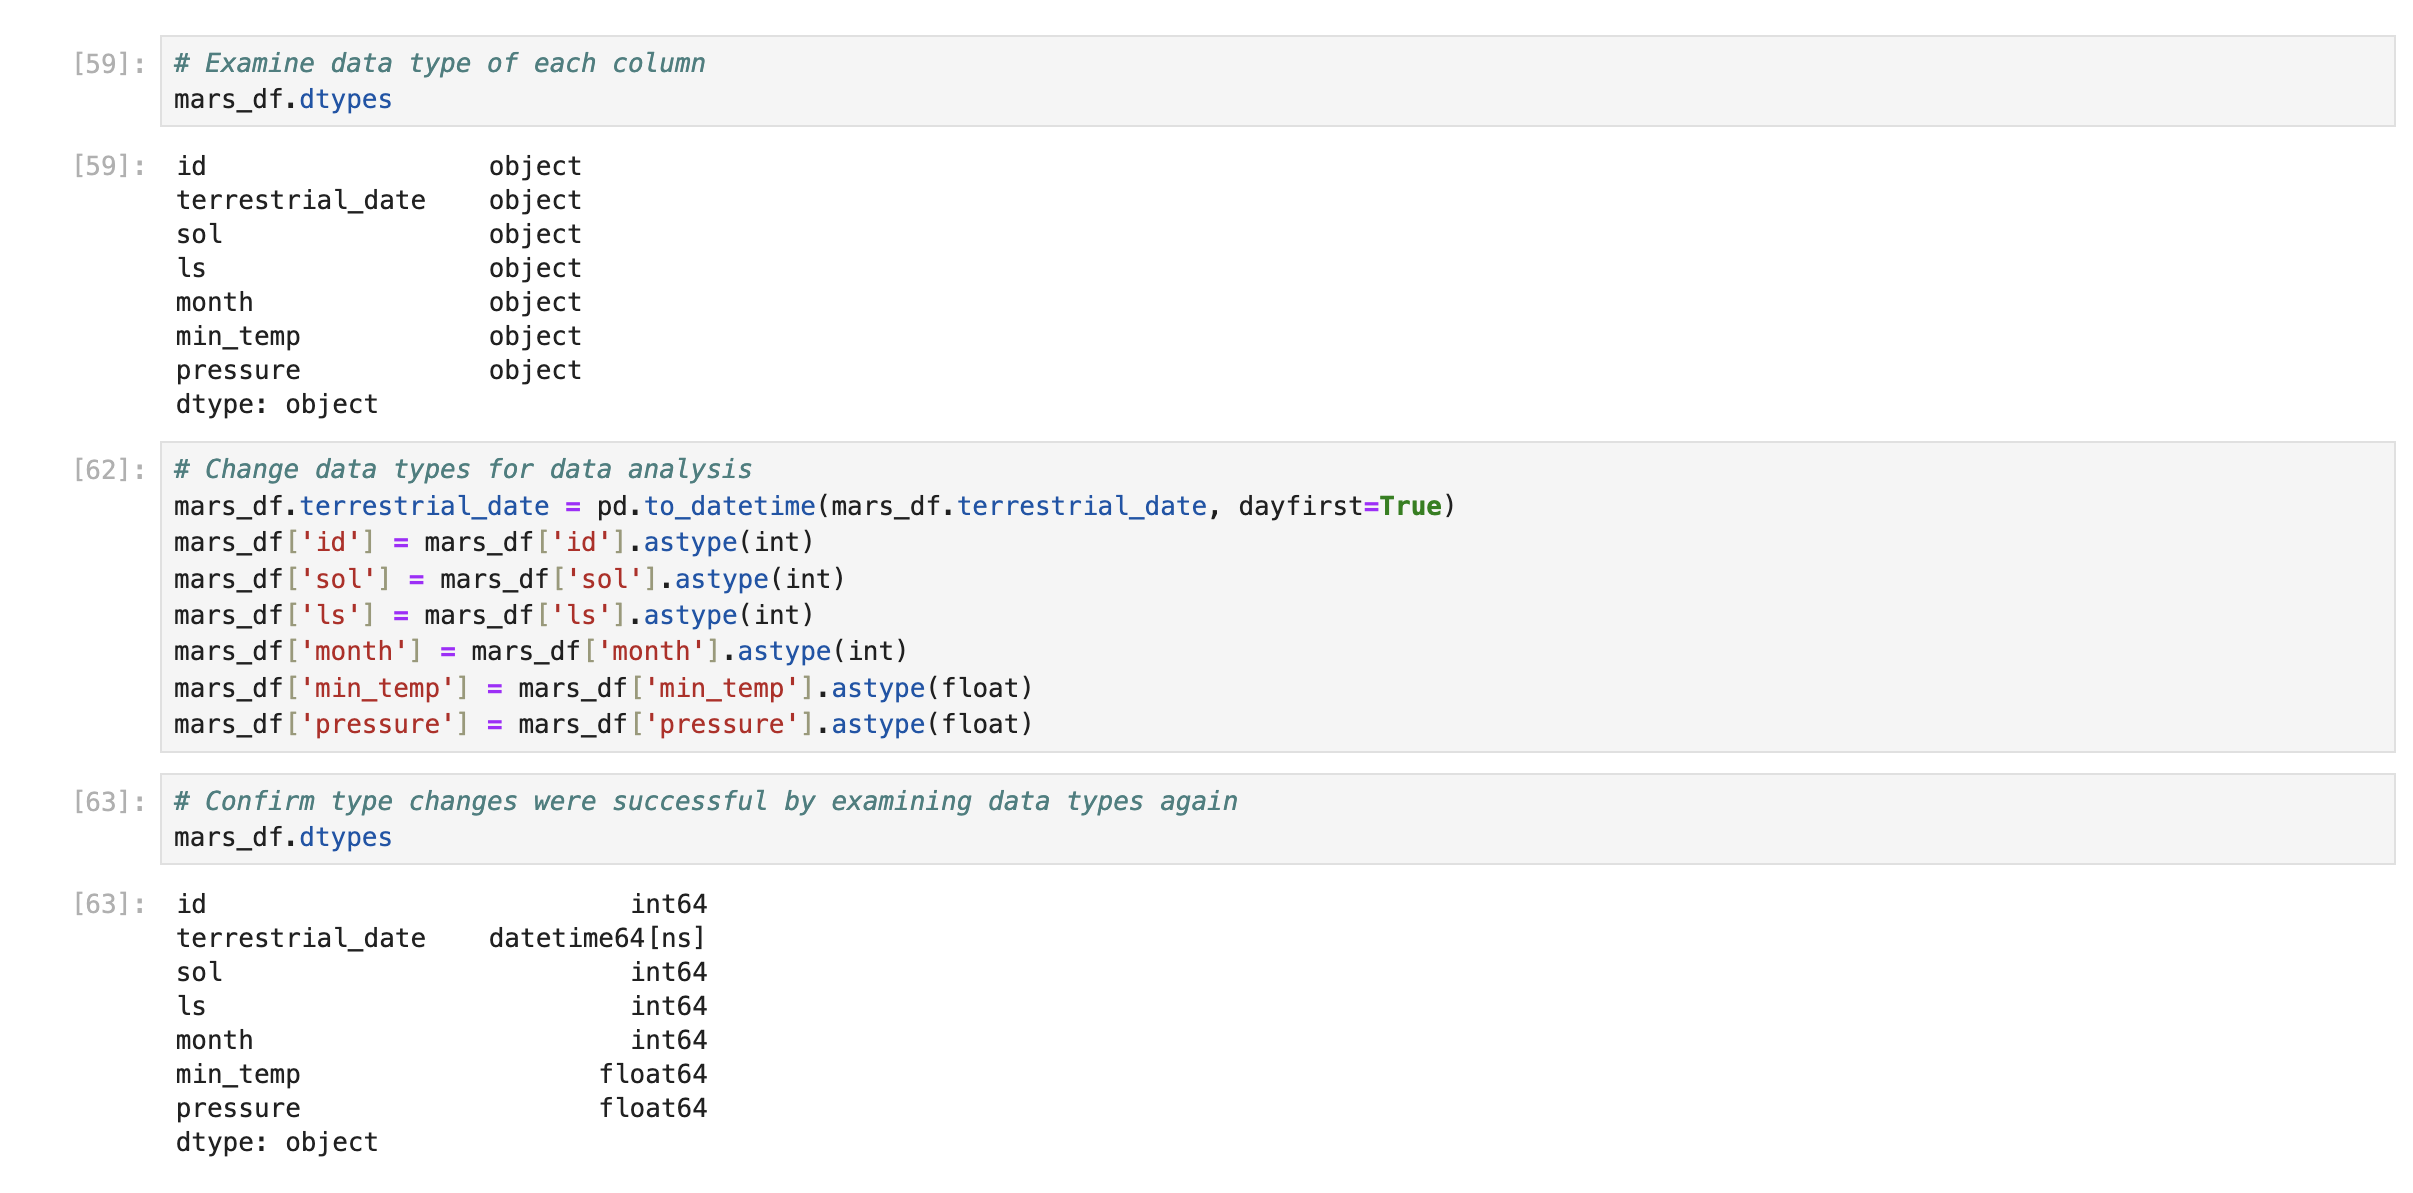 [59]: # Examine data type of each column
mars_df.dtypes
[59]: id object
terrestrial_date object
sol object
ls object
month object
min_temp object
pressure object
dtype: object
[62]: # Change data types for data analysis
mars_df.terrestrial_date = pd.to_datetime(mars_df.terrestrial_date, dayfirst=True)
mars_df['id'] = mars_df['id'].astype(int)
mars_df['sol'] = mars_df['sol'].astype(int)
mars_df['ls'] = mars_df['ls'].astype(int)
mars_df['month'] = mars_df['month'].astype(int)
mars_df['min_temp'] = mars_df['min_temp'].astype(float)
mars_df['pressure'] = mars_df['pressure'].astype(float)
[63]: # Confirm type changes were successful by examining data types again
mars_df.dtypes
[63]: id int64
terrestrial_date datetime64[ns]
sol int64
ls int64
month int64
min_temp float64
pressure float64
dtype: object